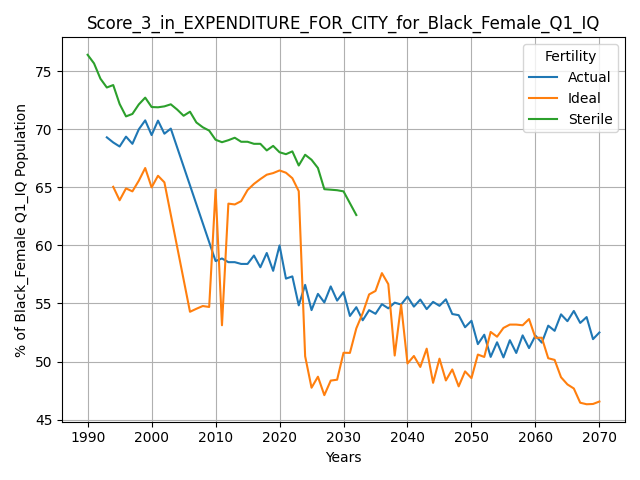 Score_3_in_EXPENDITURE_FOR_CITY_for_Black_Female_Q1_IQ
Fertility
Actual
Ideal
Sterile
% of Black_Female Q1_IQ Population
75
70
65
60
55
50
45
1990 2000 2010 2020 2030 2040 2050 2060 2070
Years